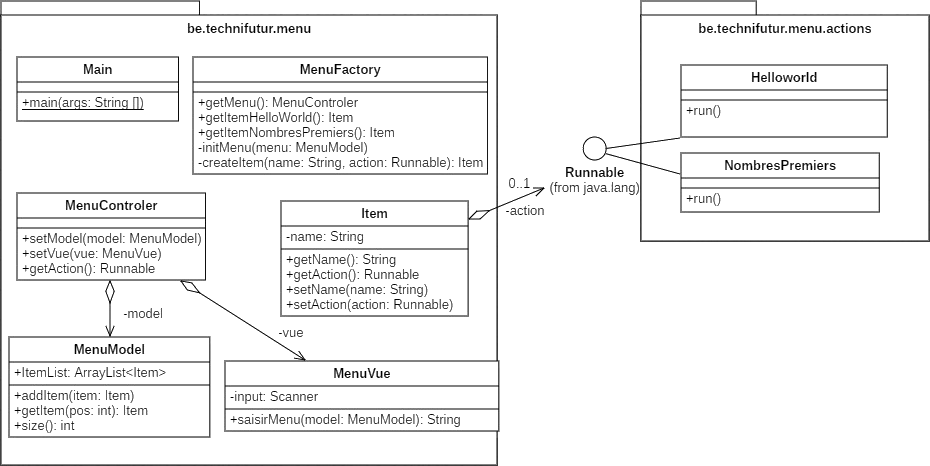 be.technifutur.menu
Main
+main(args: String [])
MenuFactory
+getMenu(): MenuControler
+getItemHelloWorld(): Item
+getItemNombresPremiers(): Item
-initMenu(menu: MenuModel)
-createItem(name: String, action: Runnable): Item
MenuControler
+setModel(model: MenuModel)
+setVue(vue: MenuVue)
+getAction(): Runnable
Item
-name: String
+getName(): String
+getAction(): Runnable
+setName(name: String)
+setAction(action: Runnable)
0..1
-action
-model
-vue
MenuModel
+ItemList: ArrayList<Item>
+addItem(item: Item)
+getItem(pos: int): Item
+size(): int
MenuVue
-input: Scanner
+saisirMenu(model: MenuModel): String
Runnable
(from java.lang)
be.technifutur.menu.actions
Helloworld
+run()
NombresPremiers
+run()